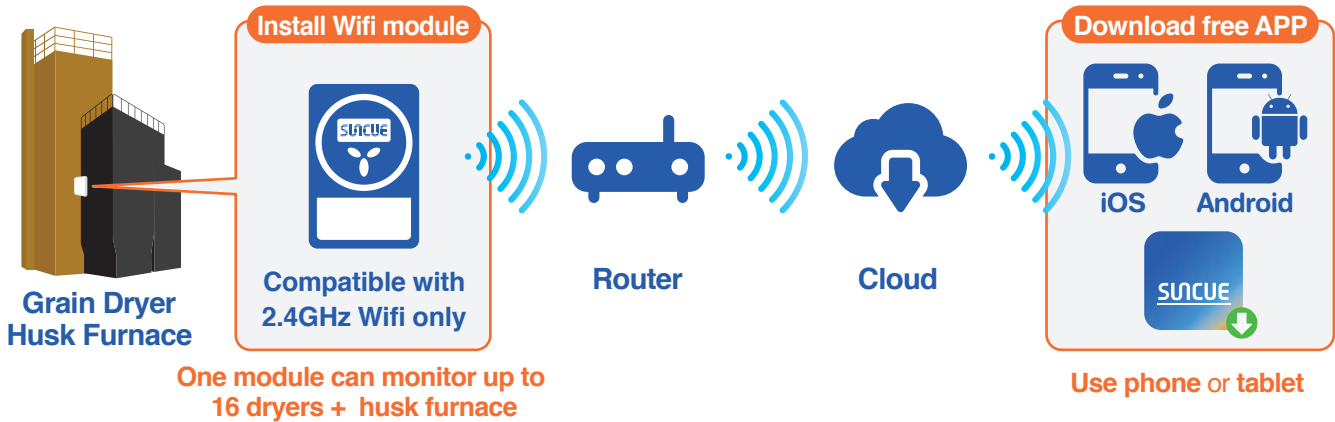 Install Wifi module
SUNCUE
Compatible with
2.4GHz Wifi only
Grain Dryer
Husk Furnace
One module can monitor up to
16 dryers + husk furnace
Router
Cloud
Download free APP
iOS
Android
SUNCUE
Use phone or tablet